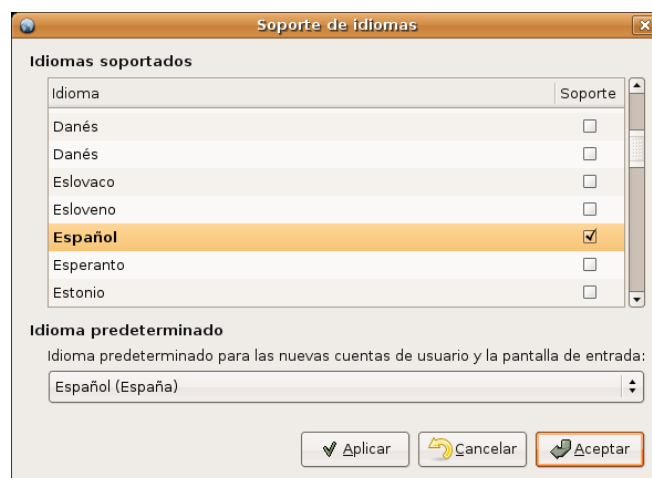 Soporte de idiomas
Idiomas soportados
Idioma Soporte
Danés
Danés
Eslovaco
Esloveno
Español
Esperanto
Estonio
Idioma predeterminado
Idioma predeterminado para las nuevas cuentas de usuario y la pantalla de entrada:
Español (España)
Aplicar Cancelar Aceptar